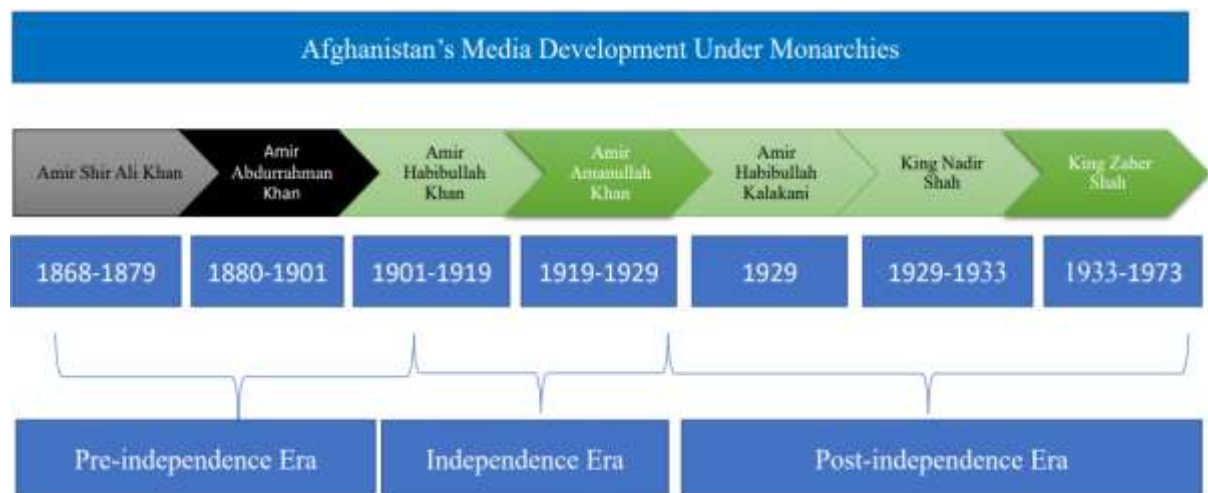 Afghanistan's Media Development Under Monarchies
Amir Shir Ali Khan
Amir
Abdurrahman
Khan
Amir
Habibullah
Khan
Amir
Amanullah
Khan
Amir
Habibullah
Kalakani
King Nadir
Shah
King Zaher
Shah
1868-1879
1880-1901
1901-1919
1919-1929
1929
1929-1933
1933-1973
Pre-independence Era
Independence Era
Post-independence Era